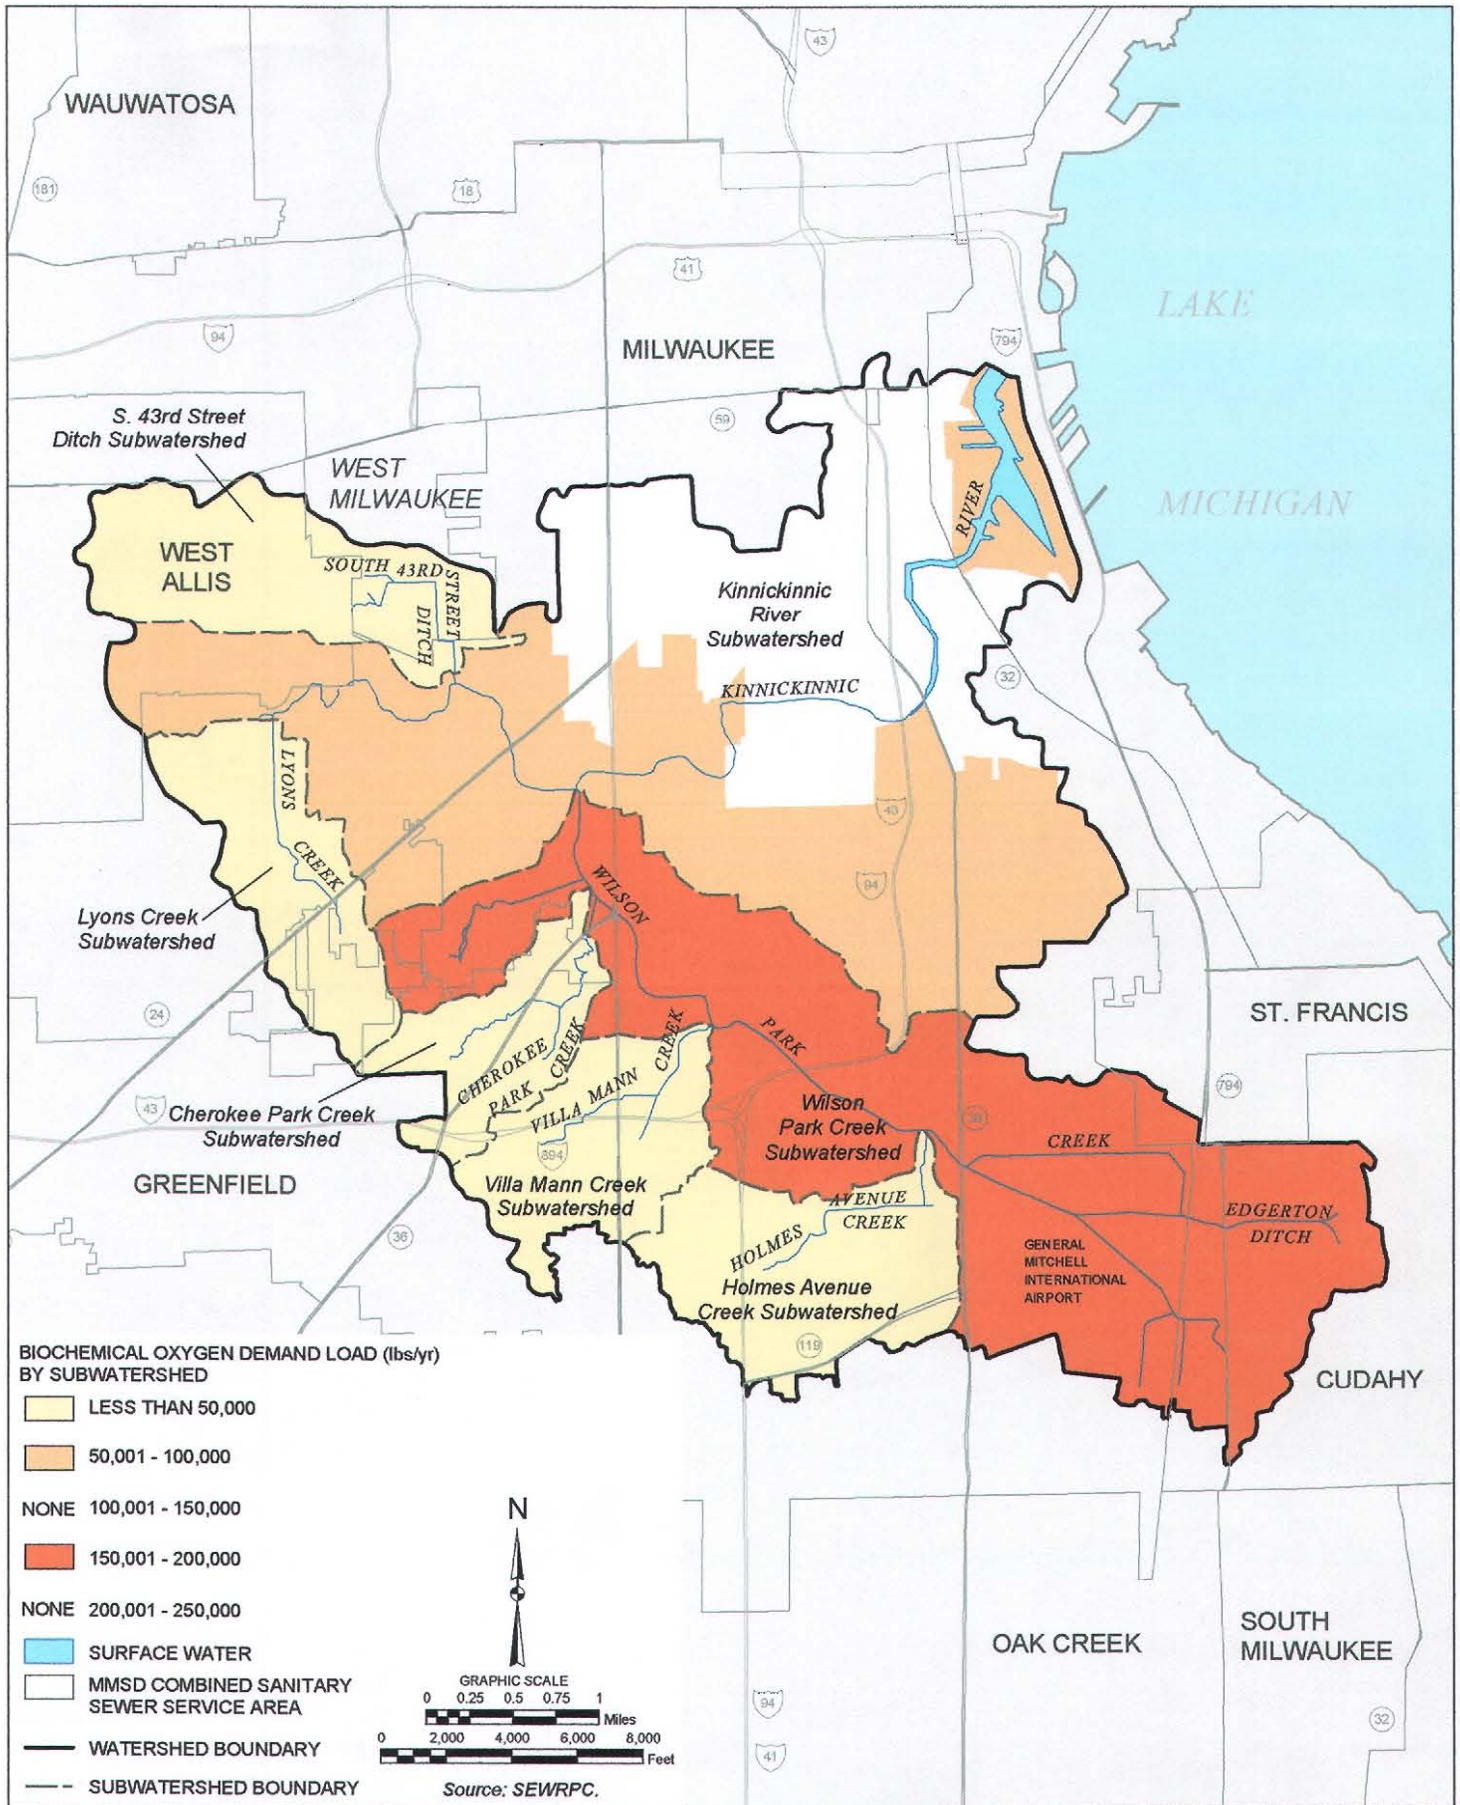 43
WAUWATOSA
181
18
41
LAKE
94
MILWAUKEE
794
S. 43rd Street
Ditch Subwatershed
59
WEST
MILWAUKEE
MICHIGAN
RIVER
WEST
ALLIS
SOUTH 43RD
STREET
DITCH
Kinnickinnic
River
Subwatershed
32
KINNICKINNIC
LYONS
CREEK
43
94
WILSON
Lyons Creek
Subwatershed
24
ST. FRANCIS
PARK
CREEK
CHEROKEE
PARK
CREEK
VILLA MANN
CREEK
43
Cherokee Park Creek
Subwatershed
794
Wilson
Park Creek
Subwatershed
38
894
GREENFIELD
Villa Mann Creek
Subwatershed
AVENUE
CREEK
HOLMES
EDGERTON
DITCH
36
GENERAL
MITCHELL
INTERNATIONAL
AIRPORT
Holmes Avenue
Creek Subwatershed
119
CUDAHY
BIOCHEMICAL OXYGEN DEMAND LOAD (lbs/yr)
BY SUBWATERSHED
LESS THAN 50,000
50,001 - 100,000
NONE 100,001 - 150,000
150,001 - 200,000
NONE 200,001 - 250,000
SURFACE WATER
MMSD COMBINED SANITARY
SEWER SERVICE AREA
WATERSHED BOUNDARY
SUBWATERSHED BOUNDARY
N
GRAPHIC SCALE
0 0.25 0.5 0.75 1
Miles
0 2,000 4,000 6,000 8,000
Feet
Source: SEWRPC.
OAK CREEK
SOUTH
MILWAUKEE
94
32
41